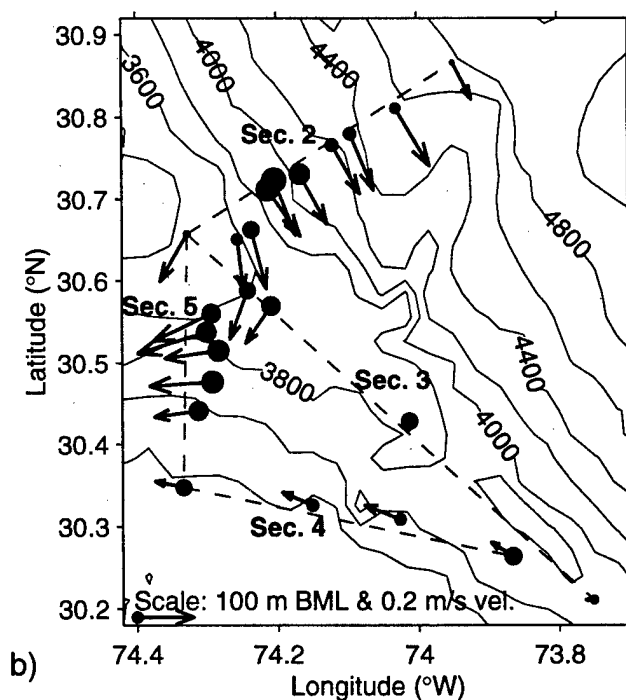 30.9
30.8
30.7
30.6
30.5
30.4
30.3
30.2
Latitude (°N)
3600
4000
4400
4800
Sec. 2
Sec. 5
3800
Sec. 3
4400
4000
Sec. 4
Scale: 100 m BML & 0.2 m/s vel.
74.4
74.2
74
73.8
Longitude (°W)
b)